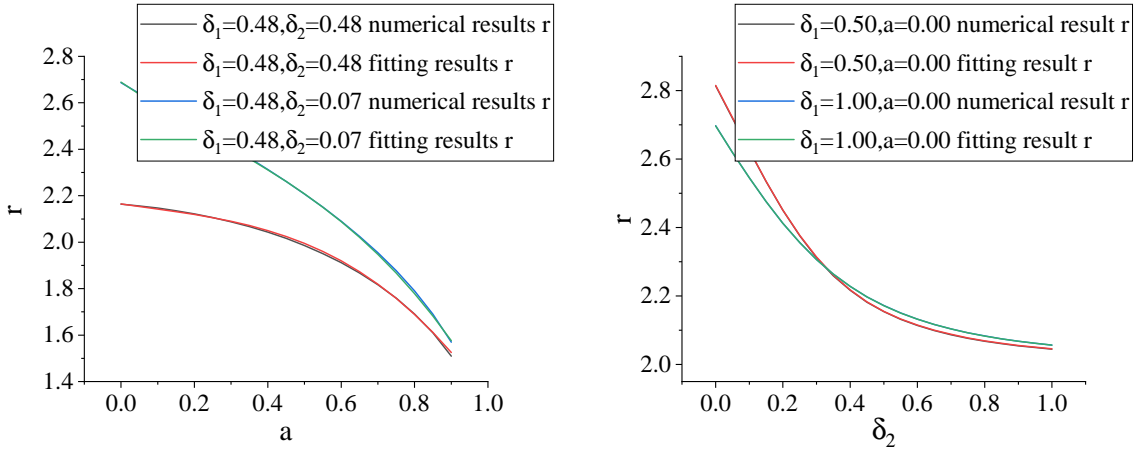 δ1=0.48,δ2=0.48 numerical results r
δ1=0.48,δ2=0.48 fitting results r
δ1=0.48,δ2=0.07 numerical results r
δ1=0.48,δ2=0.07 fitting results r
2.8
2.6
2.4
2.2
2.0
1.8
1.6
1.4
r
0.0 0.2 0.4 0.6 0.8 1.0
a
δ1=0.50,a=0.00 numerical result r
δ1=0.50,a=0.00 fitting result r
δ1=1.00,a=0.00 numerical result r
δ1=1.00,a=0.00 fitting result r
2.8
2.6
2.4
2.2
2.0
r
0.0 0.2 0.4 0.6 0.8 1.0
δ2